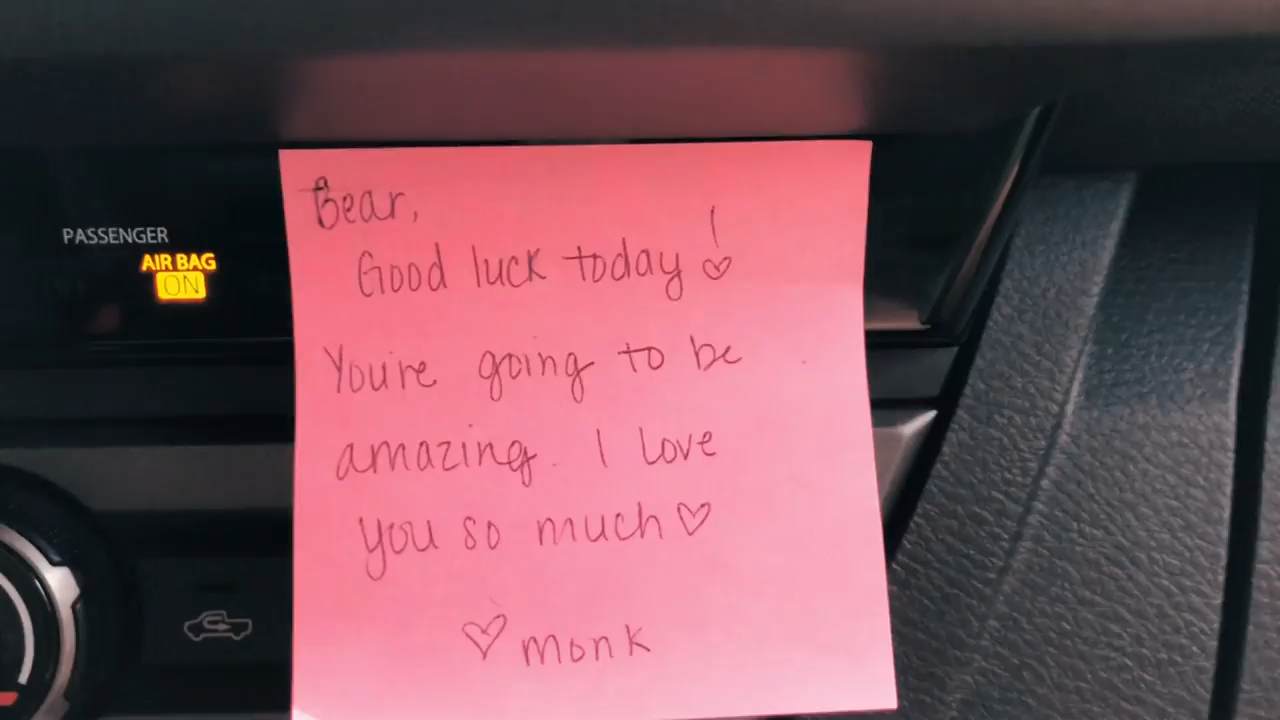 PASSENGER
AIR BAG
ON
Bear,
Good luck today!
You're going to be
amazing. I love
you so much♡
♡ monk